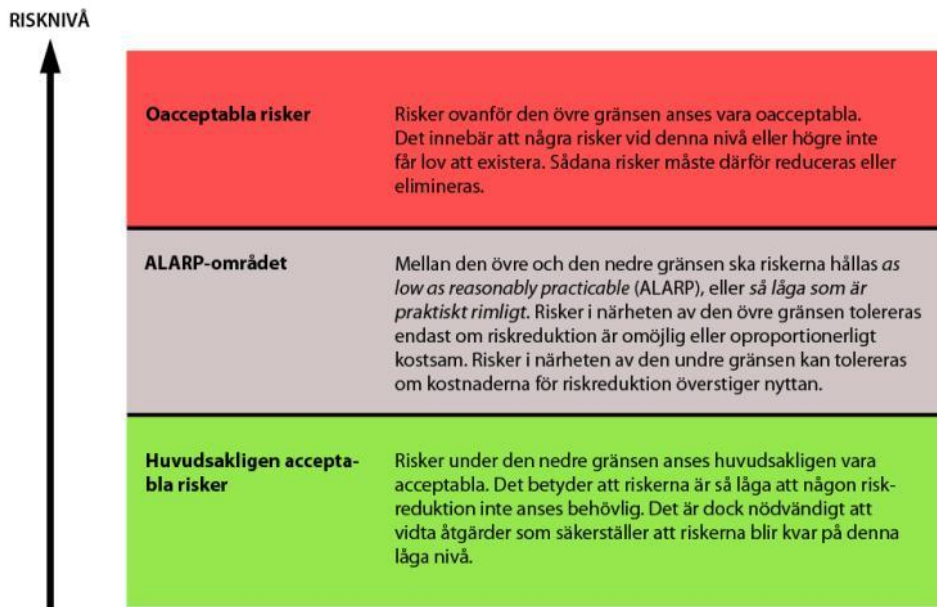 RISKNIVÅ
Oacceptabla risker
Risker ovanför den övre gränsen anses vara oacceptabla.
Det innebär att några risker vid denna nivå eller högre inte
får lov att existera. Sådana risker måste därför reduceras eller
elimineras.
ALARP-området
Mellan den övre och den nedre gränsen ska riskerna hållas as
low as reasonably practicable (ALARP), eller så låga som är
praktiskt rimligt. Risker i närheten av den övre gränsen tolereras
endast om riskreduktion är omöjlig eller oproportionerligt
kostsam. Risker i närheten av den undre gränsen kan tolereras
om kostnaderna för riskreduktion överstiger nyttan.
Huvudsakligen accepta-
bla risker
Risker under den nedre gränsen anses huvudsakligen vara
acceptabla. Det betyder att riskerna är så låga att någon risk-
reduktion inte anses behövlig. Det är dock nödvändigt att
vidta åtgärder som säkerställer att riskerna blir kvar på denna
låga nivå.